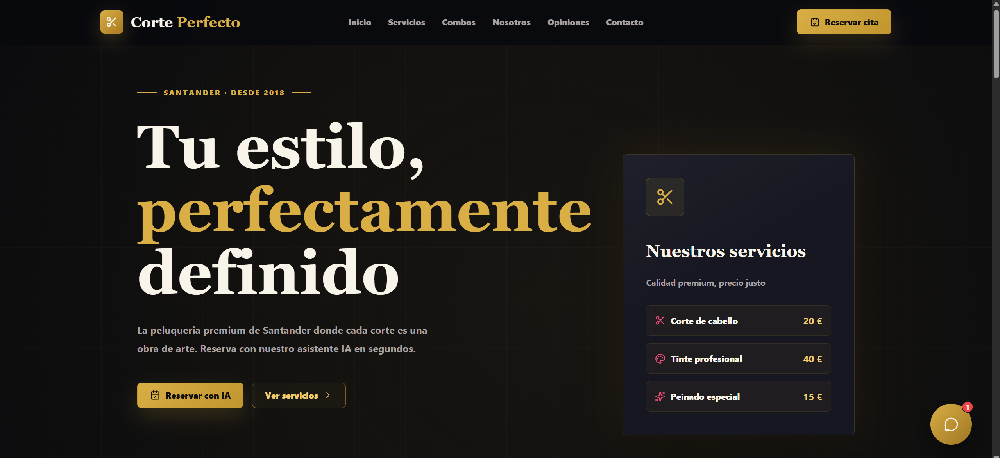 Corte Perfecto
Inicio
Servicios
Combos
Nosotros
Opiniones
Contacto
Reservar cita
SANTANDER · DESDE 2018
Tu estilo,
perfectamente
definido
La peluqueria premium de Santander donde cada corte es una
obra de arte. Reserva con nuestro asistente IA en segundos.
Reservar con IA
Ver servicios
Nuestros servicios
Calidad premium, precio justo
Corte de cabello 20 €
Tinte profesional 40 €
Peinado especial 15 €
1